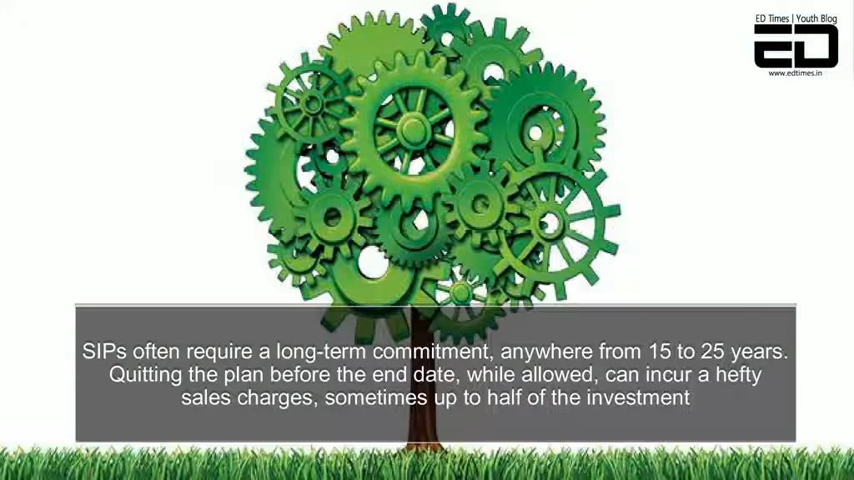 ED Times | Youth Blog
ED
www.edtimes.in
SIPs often require a long-term commitment, anywhere from 15 to 25 years.
Quitting the plan before the end date, while allowed, can incur a hefty
sales charges, sometimes up to half of the investment